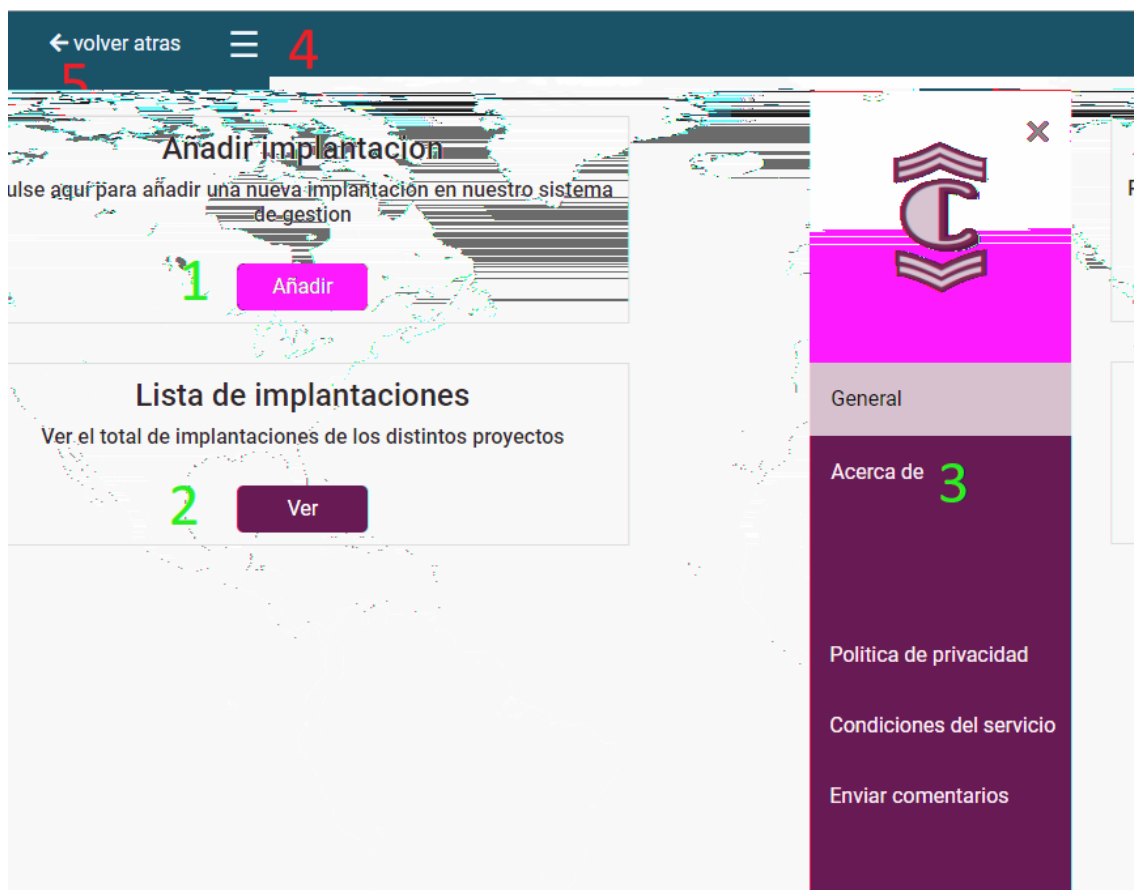 volver atras
4
5
Añadir implantacion
ulse aquí para añadir una nueva implantación en nuestro sistema
de gestion
1
Añadir
Lista de implantaciones
Ver el total de implantaciones de los distintos proyectos
2
Ver
General
Acerca de
3
Politica de privacidad
Condiciones del servicio
Enviar comentarios
P